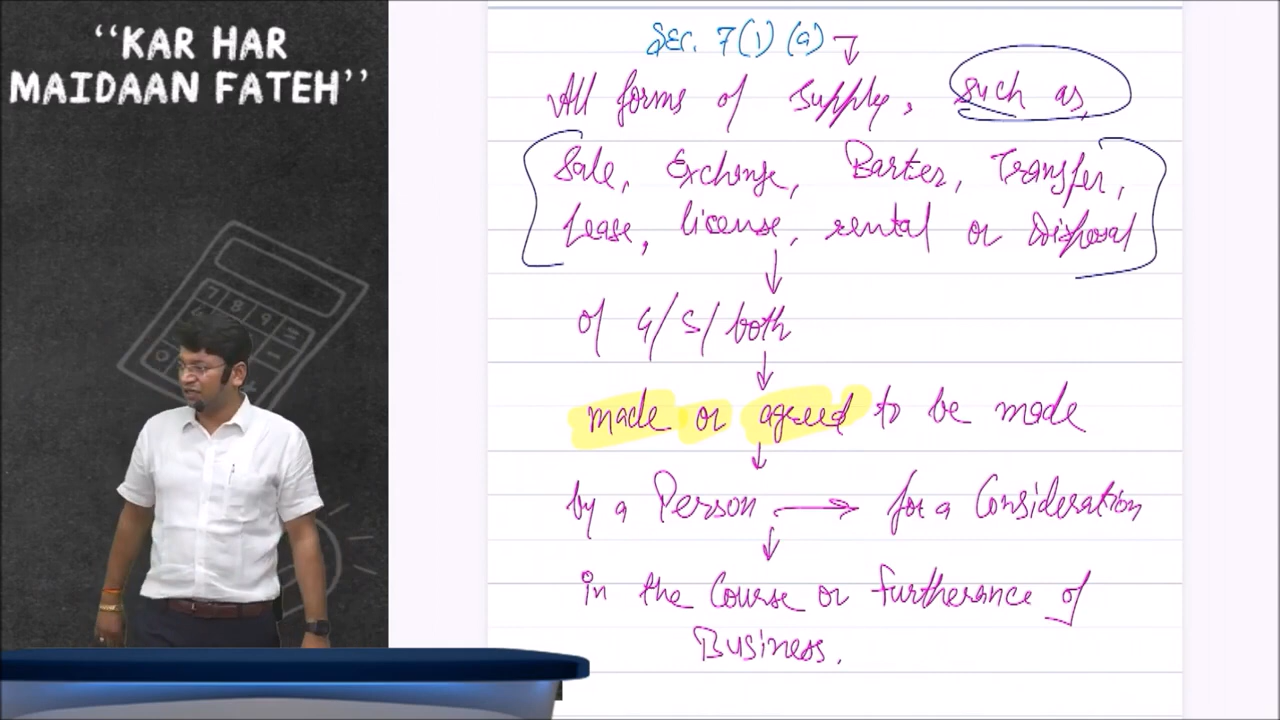 “KAR HAR
MAIDAAN FATEH”
Sec. 7(1)(a)
All forms of supply, such as,
Sale, Exchange, Barter, Transfer,
Lease, license, rental or Disposal
of G/S/both
made or agreed to be made
by a Person → for a Consideration
in the Course or furtherance of
Business.